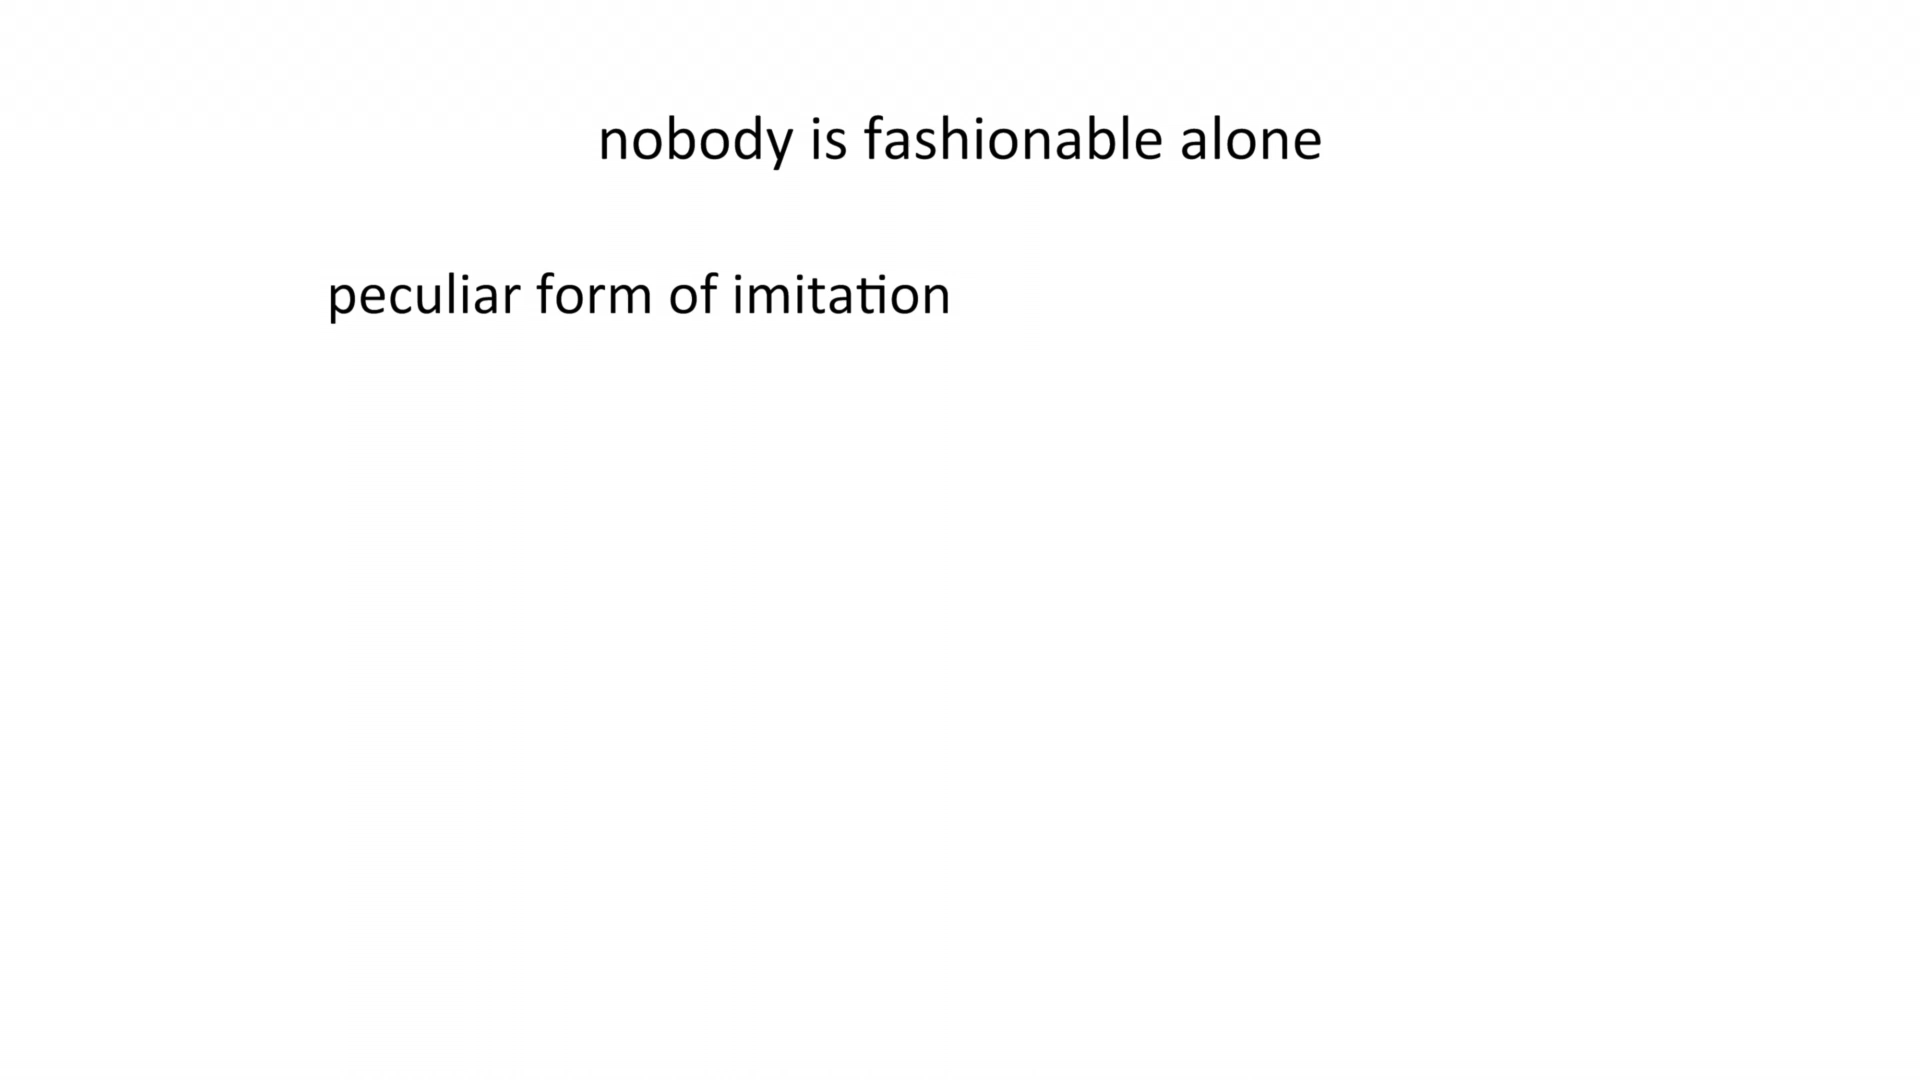 nobody is fashionable alone
peculiar form of imitation